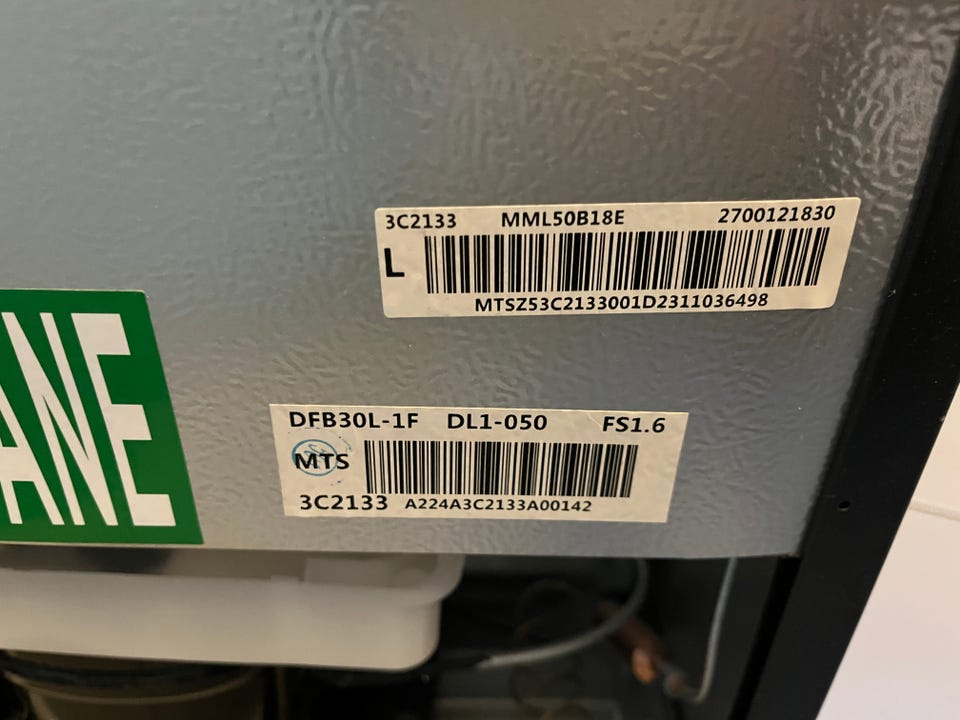 3C2133 MML50B18E 2700121830
L
MTSZ53C2133001D2311036498
ANE
DFB30L-1F DL1-050 FS1.6
MTS
3C2133 A224A3C2133A00142